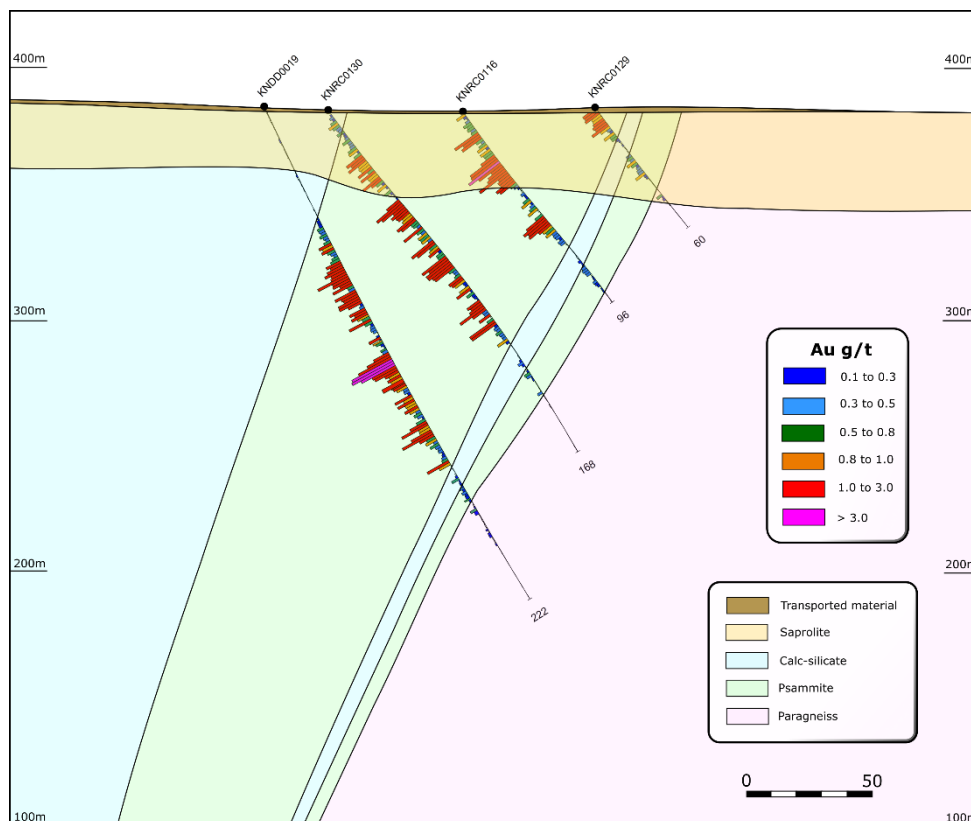 400m
400m
KNDD0019
KNRC0130
KNRC0116
KNRC0129
60
96
300m
300m
168
222
Au g/t
0.1 to 0.3
0.3 to 0.5
0.5 to 0.8
0.8 to 1.0
1.0 to 3.0
> 3.0
200m
200m
Transported material
Saprolite
Calc-silicate
Psammite
Paragneiss
0 50
100m
100m